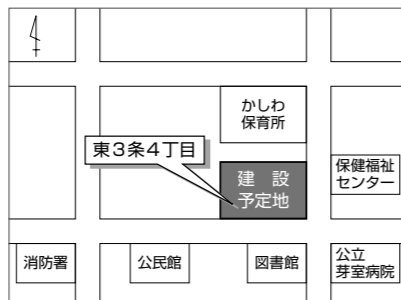 かしわ
保育所
東3条4丁目
建設
予定地
保健福祉
センター
消防署
公民館
図書館
公立
芽室病院